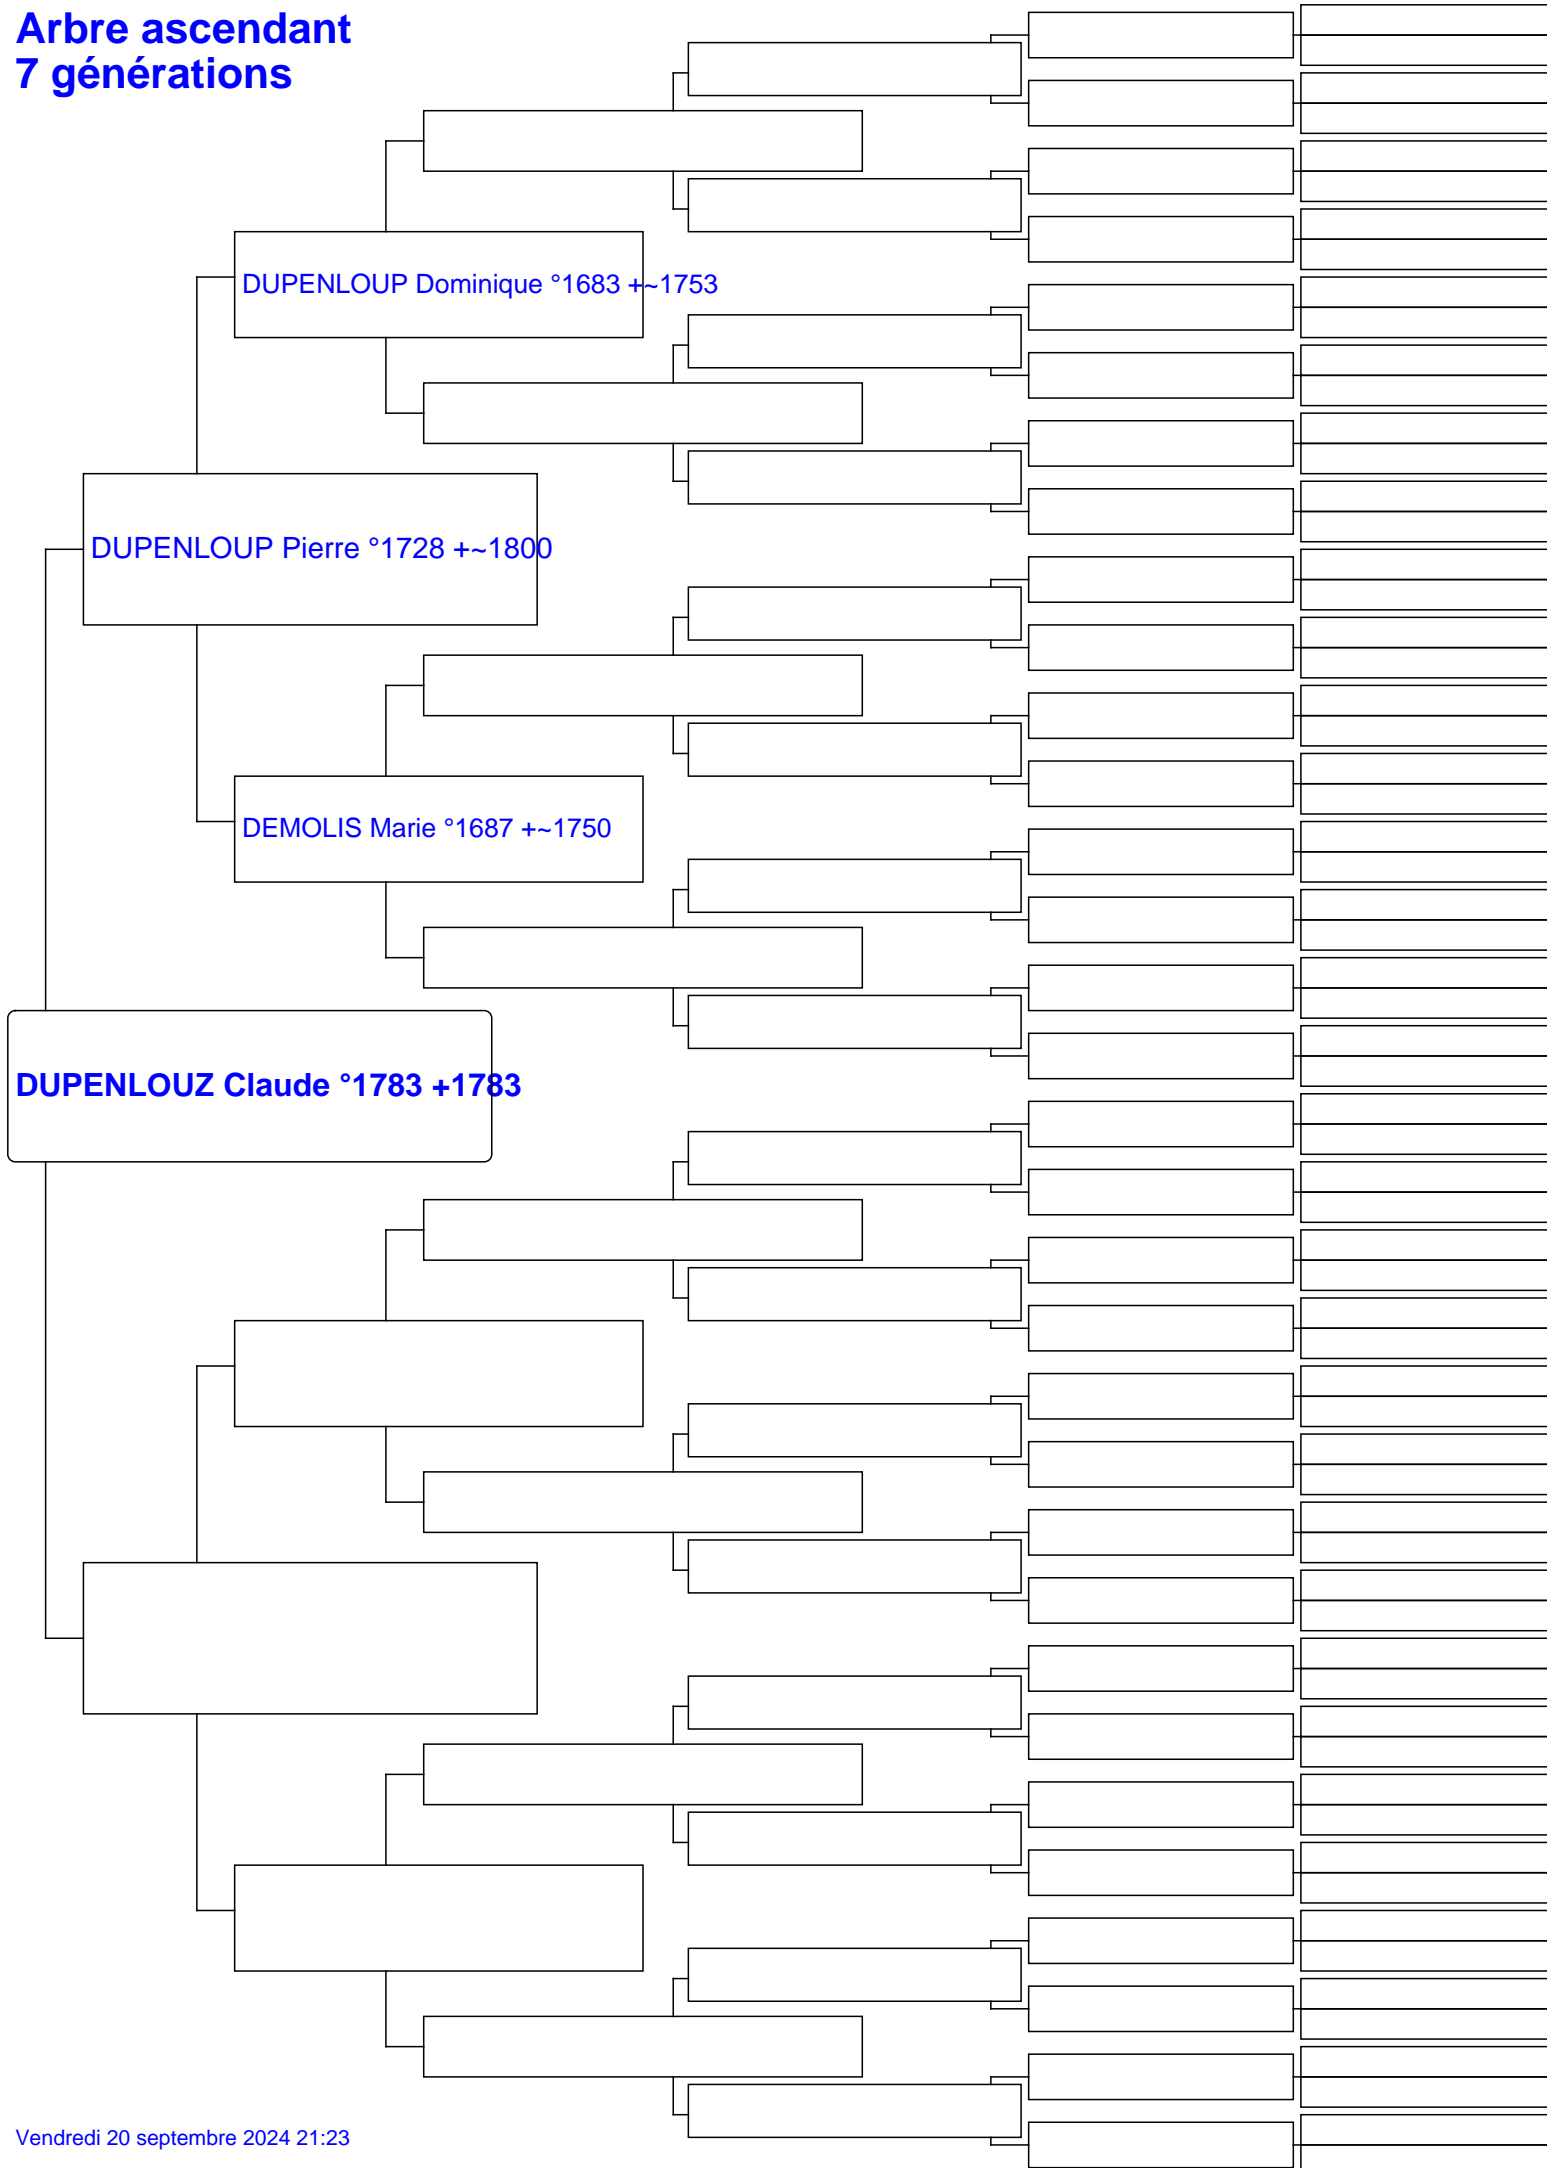 Arbre ascendant
7 générations
DUPENLOUP Dominique °1683 +~1753
DUPENLOUP Pierre °1728 +~1800
DEMOLIS Marie °1687 +~1750
DUPENLOUZ Claude °1783 +1783
Vendredi 20 septembre 2024 21:23